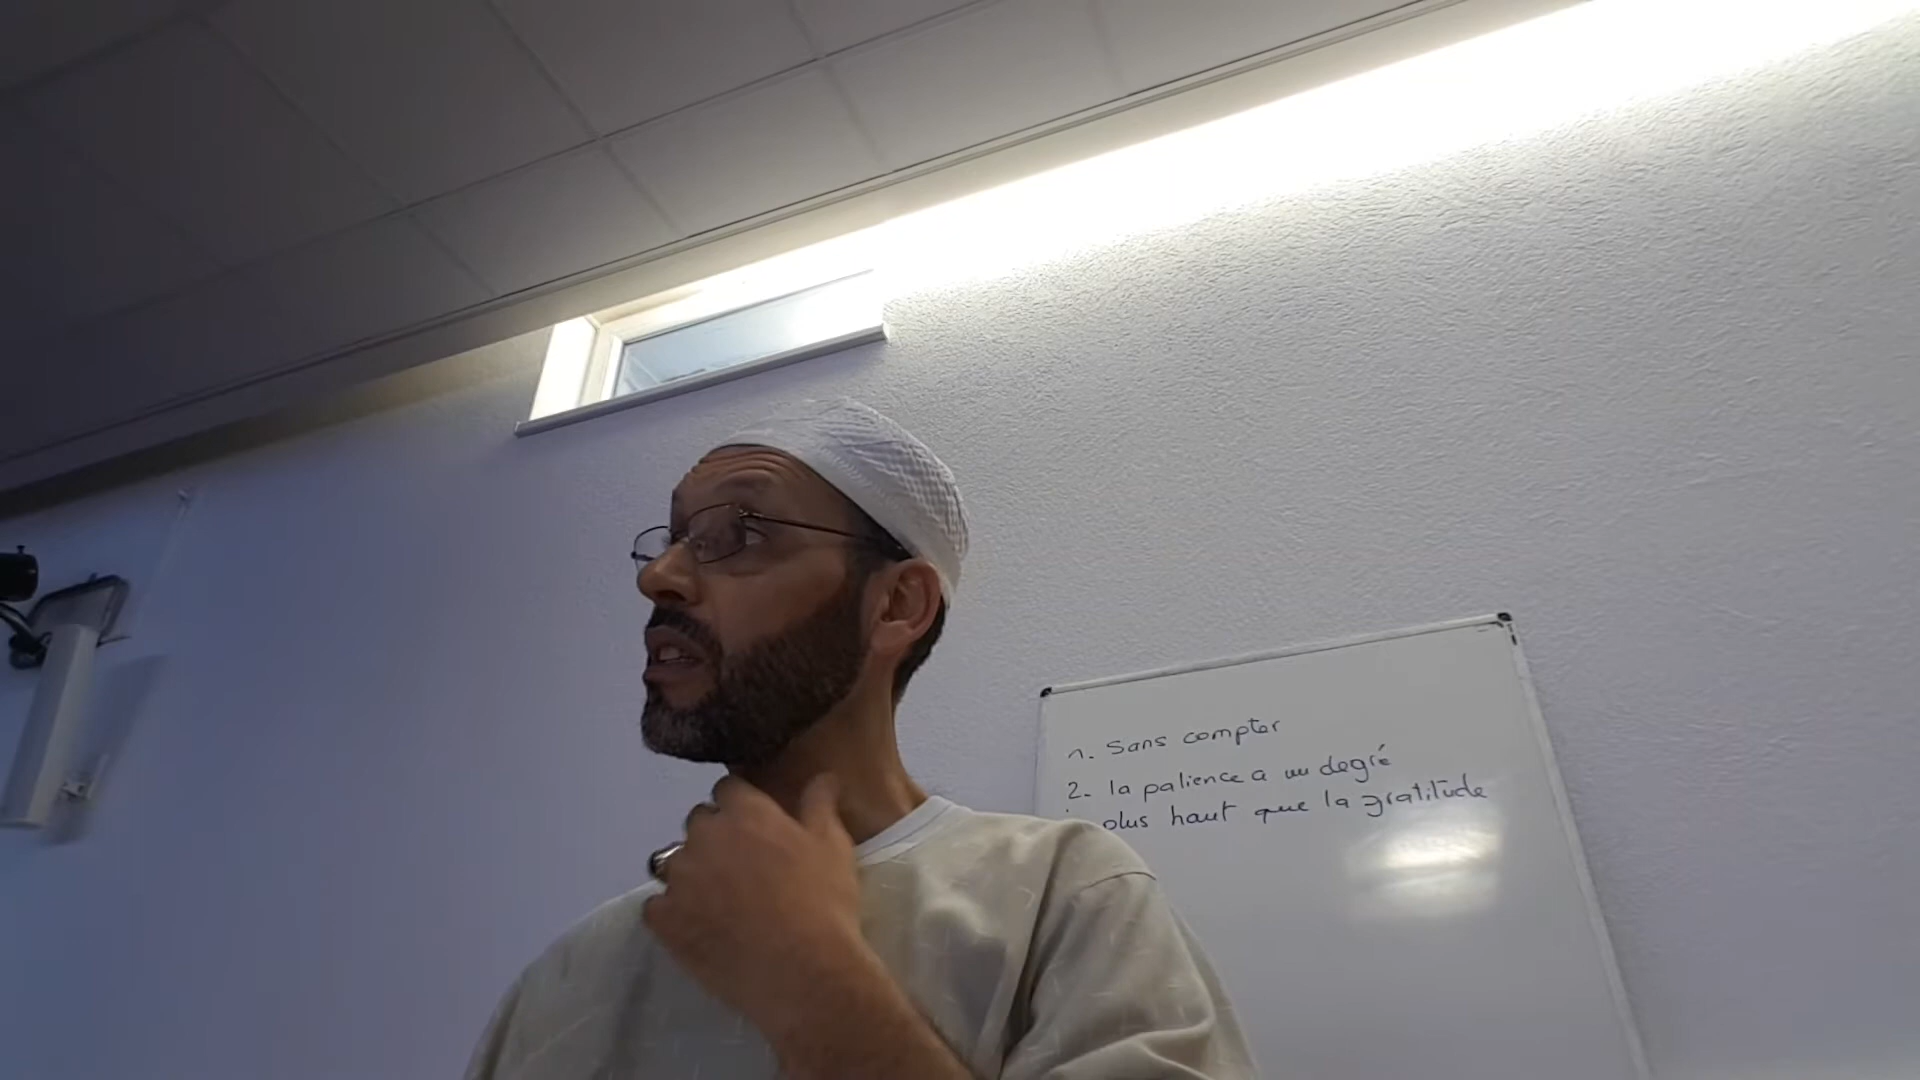 1. Sans compter
2. la patience a un degré
plus haut que la gratitude